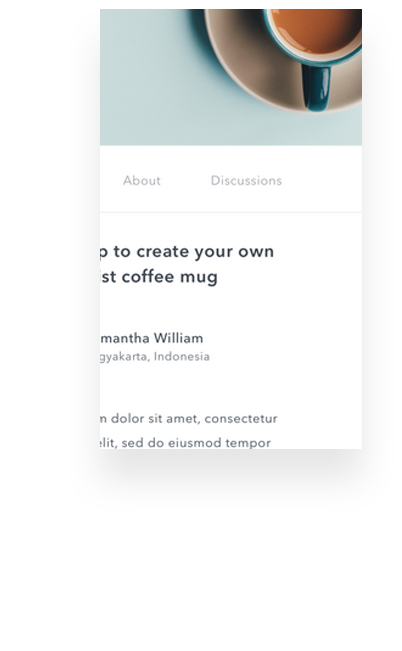 About Discussions
p to create your own
st coffee mug
mantha William
gyakarta, Indonesia
m dolor sit amet, consectetur
elit, sed do eiusmod tempor